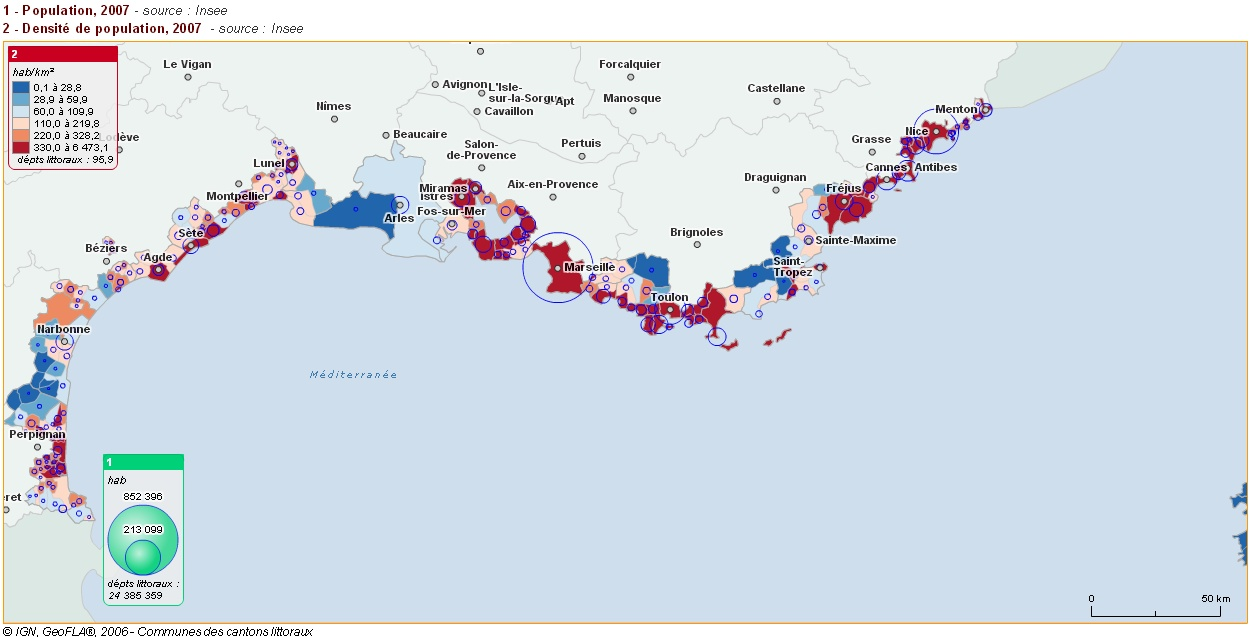 1 - Population, 2007 - source : Insee
2 - Densité de population, 2007 - source : Insee
2
hab/km²
0,1 à 28,8
28,9 à 59,9
60,0 à 109,9
110,0 à 219,8
220,0 à 328,2
330,0 à 6 473,1
dépts littoraux : 95,9
Le Vigan
Nîmes
Avignon
L'Isle-
sur-la-Sorgue
Apt
Cavaillon
Forcalquier
Manosque
Castellane
Menton
Nice
Grasse
Beaucaire
Salon-
de-Provence
Pertuis
Lunel
Montpellier
Miramas
Istres
Fos-sur-Mer
Aix-en-Provence
Arles
Draguignan
Cannes
Antibes
Fréjus
Béziers
Sète
Agde
Brignoles
Sainte-Maxime
Saint-
Tropez
Marseille
Toulon
Narbonne
Méditerranée
Perpignan
1
hab
852 396
213 099
dépts littoraux :
24 385 359
0
50 km
© IGN, GeoFLA®, 2006 - Communes des cantons littoraux